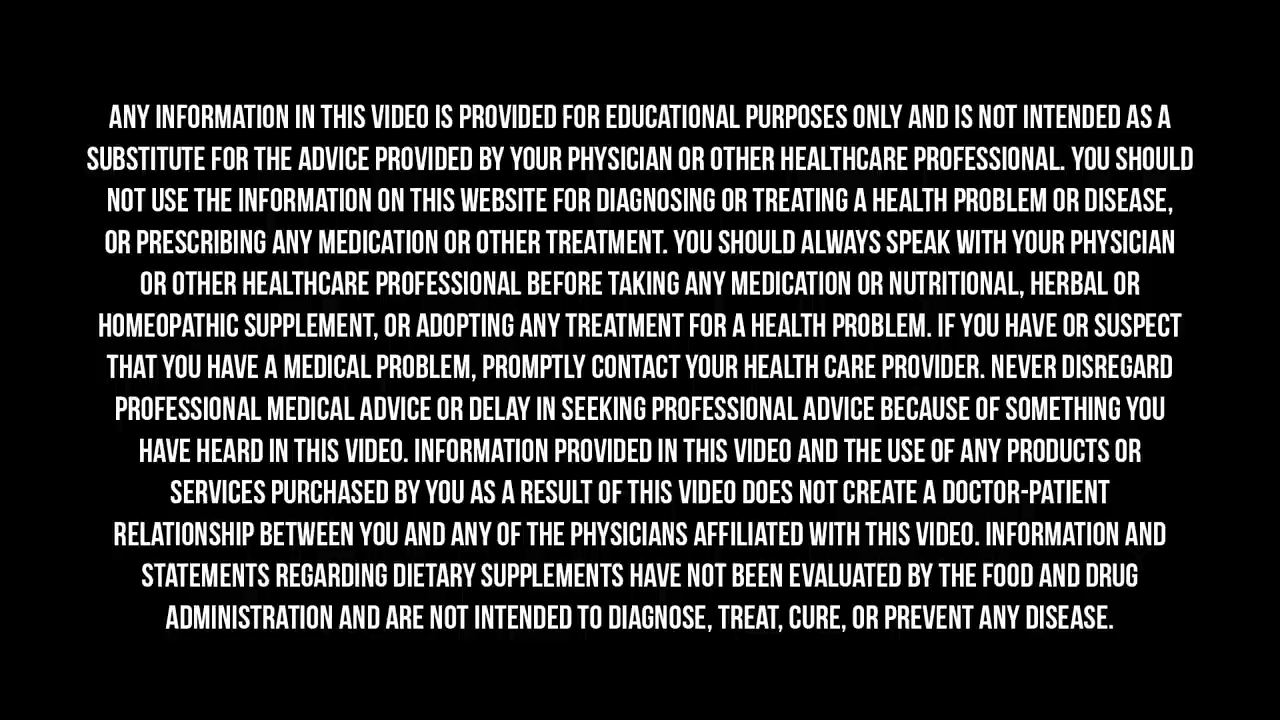 ANY INFORMATION IN THIS VIDEO IS PROVIDED FOR EDUCATIONAL PURPOSES ONLY AND IS NOT INTENDED AS A
SUBSTITUTE FOR THE ADVICE PROVIDED BY YOUR PHYSICIAN OR OTHER HEALTHCARE PROFESSIONAL. YOU SHOULD
NOT USE THE INFORMATION ON THIS WEBSITE FOR DIAGNOSING OR TREATING A HEALTH PROBLEM OR DISEASE,
OR PRESCRIBING ANY MEDICATION OR OTHER TREATMENT. YOU SHOULD ALWAYS SPEAK WITH YOUR PHYSICIAN
OR OTHER HEALTHCARE PROFESSIONAL BEFORE TAKING ANY MEDICATION OR NUTRITIONAL, HERBAL OR
HOMEOPATHIC SUPPLEMENT, OR ADOPTING ANY TREATMENT FOR A HEALTH PROBLEM. IF YOU HAVE OR SUSPECT
THAT YOU HAVE A MEDICAL PROBLEM, PROMPTLY CONTACT YOUR HEALTH CARE PROVIDER. NEVER DISREGARD
PROFESSIONAL MEDICAL ADVICE OR DELAY IN SEEKING PROFESSIONAL ADVICE BECAUSE OF SOMETHING YOU
HAVE HEARD IN THIS VIDEO. INFORMATION PROVIDED IN THIS VIDEO AND THE USE OF ANY PRODUCTS OR
SERVICES PURCHASED BY YOU AS A RESULT OF THIS VIDEO DOES NOT CREATE A DOCTOR-PATIENT
RELATIONSHIP BETWEEN YOU AND ANY OF THE PHYSICIANS AFFILIATED WITH THIS VIDEO. INFORMATION AND
STATEMENTS REGARDING DIETARY SUPPLEMENTS HAVE NOT BEEN EVALUATED BY THE FOOD AND DRUG
ADMINISTRATION AND ARE NOT INTENDED TO DIAGNOSE, TREAT, CURE, OR PREVENT ANY DISEASE.